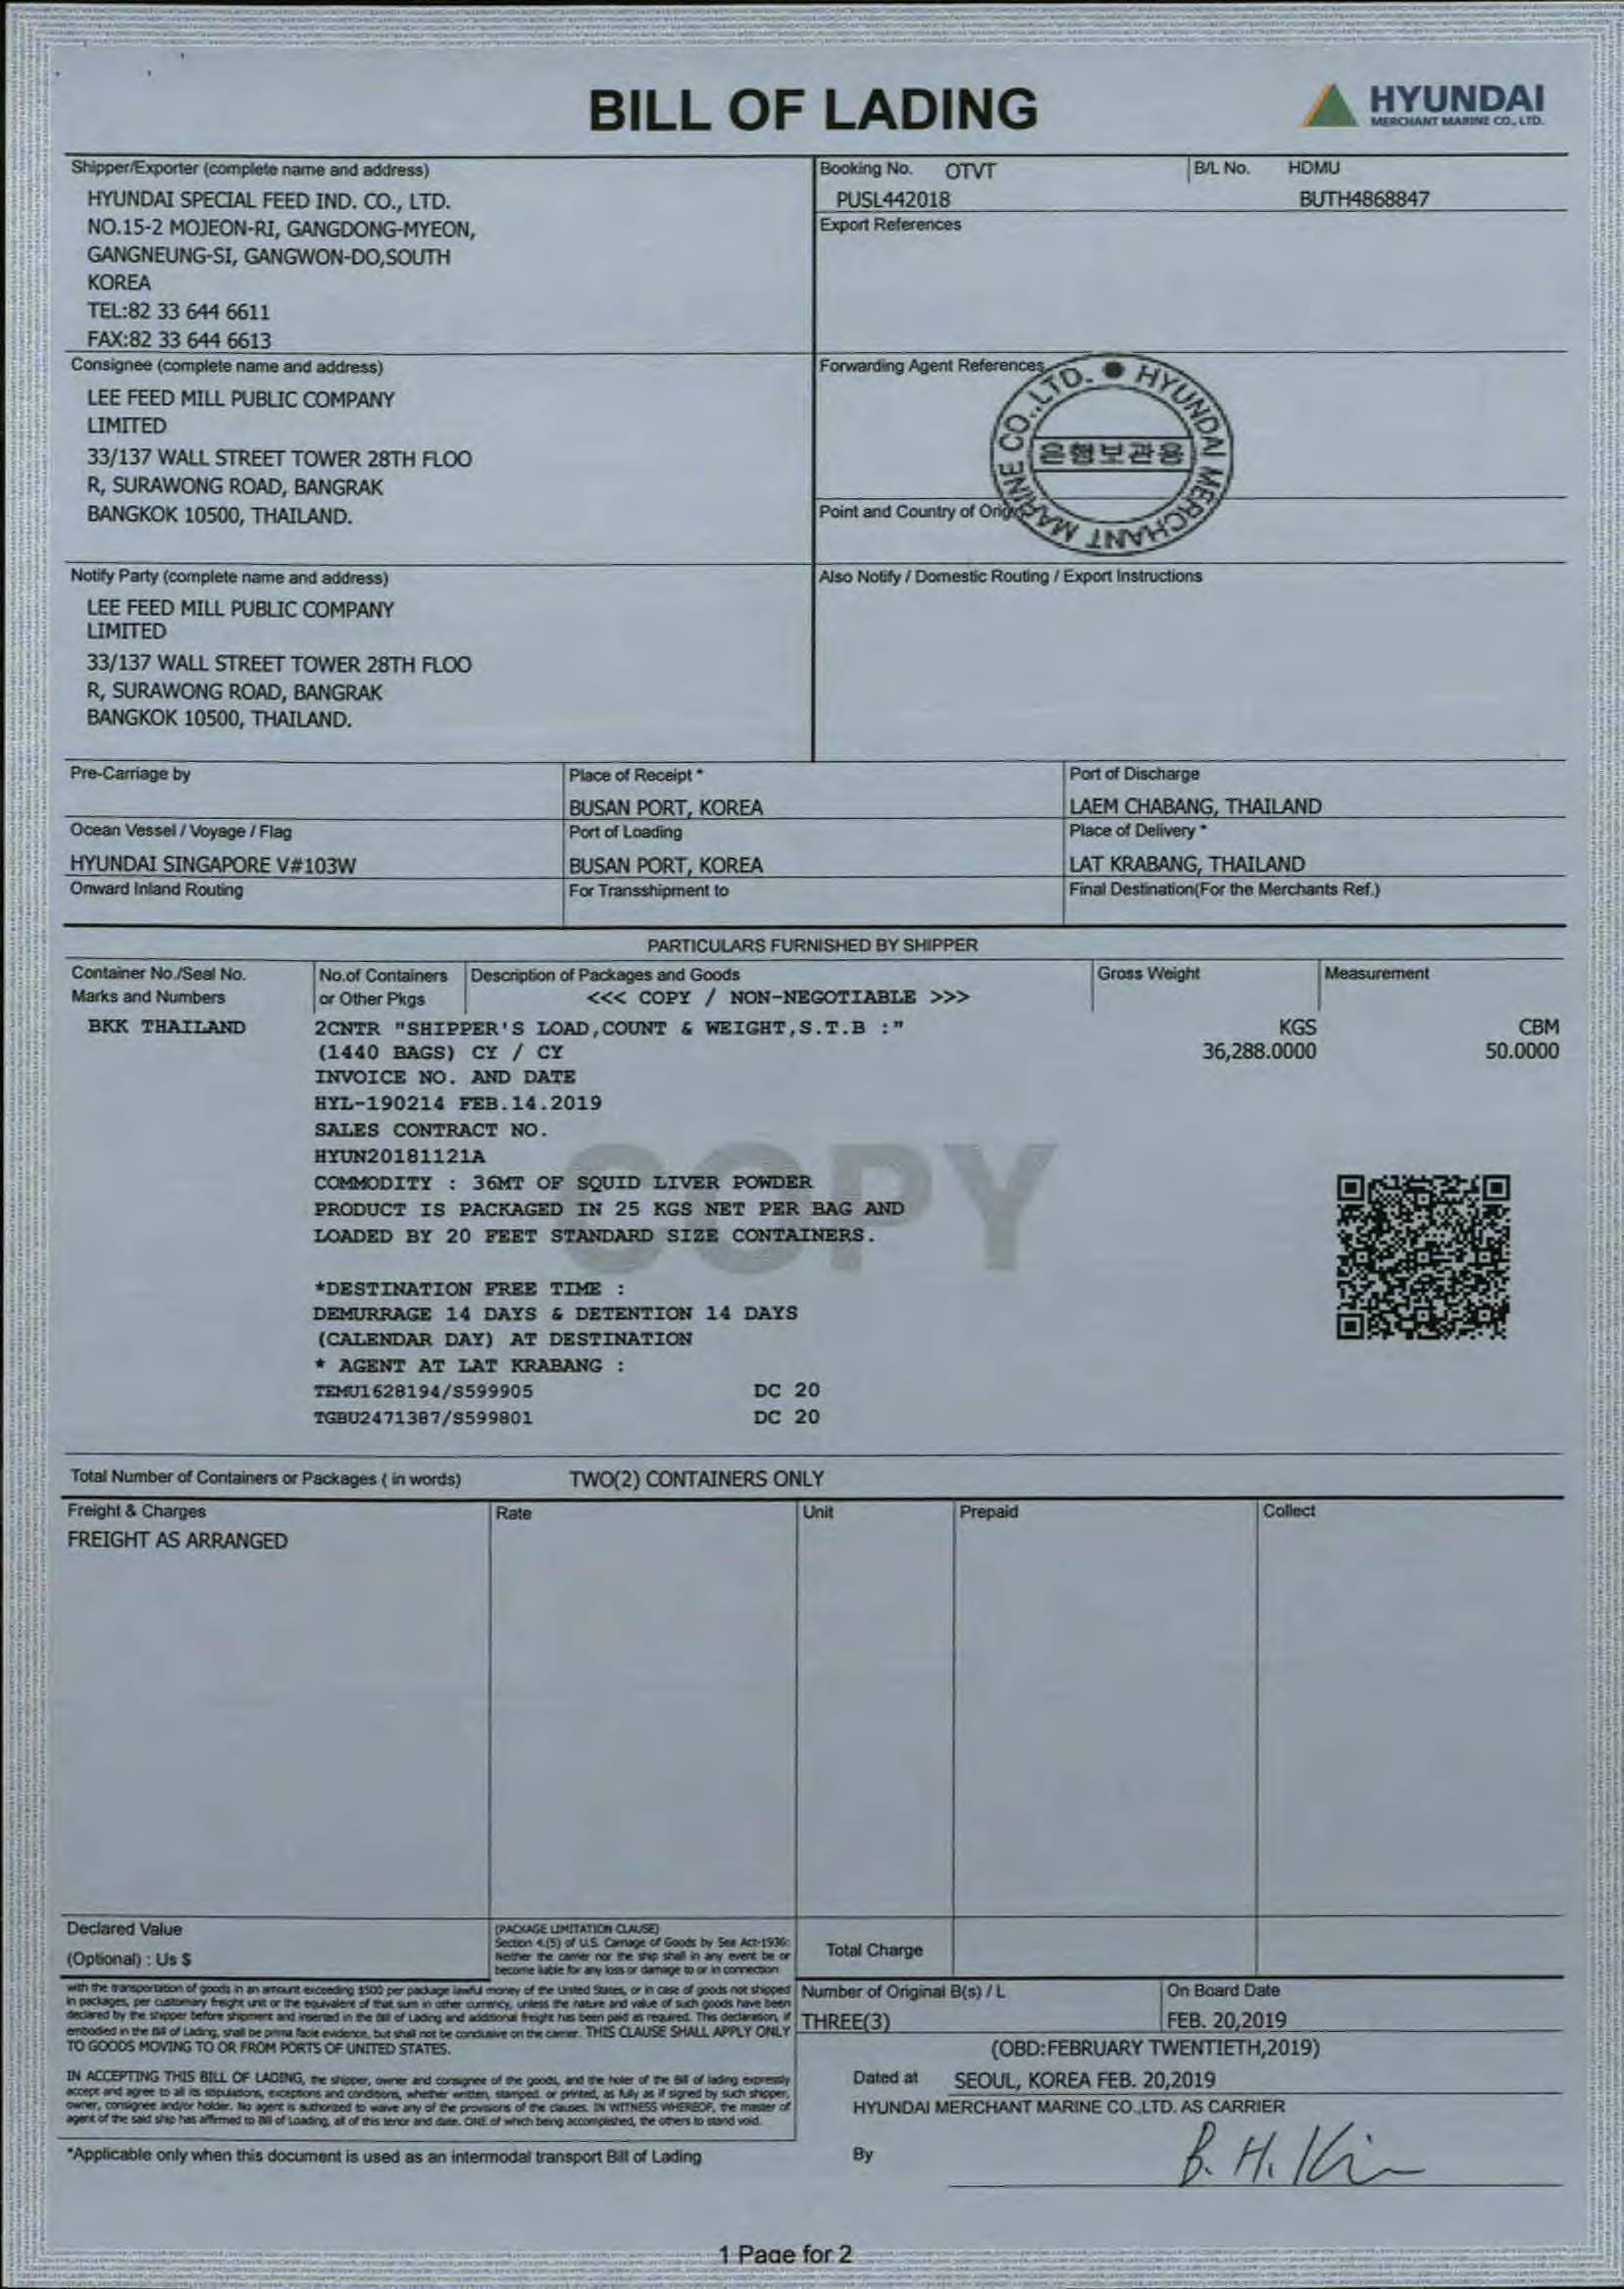 BILL OF LADING
HYUNDAI
MERCHANT MARINE CO., LTD.
Shipper/Exporter (complete name and address)
HYUNDAI SPECIAL FEED IND. CO., LTD.
NO.15-2 MOJEON-RI, GANGDONG-MYEON,
GANGNEUNG-SI, GANGWON-DO,SOUTH
KOREA
TEL:82 33 644 6611
FAX:82 33 644 6613
Booking No. OTVT
PUSL442018
B/L No. HDMU
BUTH4868847
Export References
Consignee (complete name and address)
LEE FEED MILL PUBLIC COMPANY
LIMITED
33/137 WALL STREET TOWER 28TH FLOO
R, SURAWONG ROAD, BANGRAK
BANGKOK 10500, THAILAND.
Forwarding Agent References
HYUNDAI MERCHANT MARINE CO.,LTD.
은행보관용
Point and Country of Origin
Notify Party (complete name and address)
LEE FEED MILL PUBLIC COMPANY
LIMITED
33/137 WALL STREET TOWER 28TH FLOO
R, SURAWONG ROAD, BANGRAK
BANGKOK 10500, THAILAND.
Also Notify / Domestic Routing / Export Instructions
Pre-Carriage by
Place of Receipt *
BUSAN PORT, KOREA
Port of Discharge
LAEM CHABANG, THAILAND
Ocean Vessel / Voyage / Flag
HYUNDAI SINGAPORE V#103W
Port of Loading
BUSAN PORT, KOREA
Place of Delivery *
LAT KRABANG, THAILAND
Onward Inland Routing
For Transshipment to
Final Destination(For the Merchants Ref.)
PARTICULARS FURNISHED BY SHIPPER
Container No./Seal No.
Marks and Numbers
No.of Containers
or Other Pkgs
Description of Packages and Goods
<<< COPY / NON-NEGOTIABLE >>>
Gross Weight
Measurement
BKK THAILAND
2CNTR "SHIPPER'S LOAD,COUNT & WEIGHT,S.T.B :"
KGS
CBM
(1440 BAGS) CY / CY
36,288.0000
50.0000
INVOICE NO. AND DATE
HYL-190214 FEB.14.2019
SALES CONTRACT NO.
HYUN20181121A
COMMODITY : 36MT OF SQUID LIVER POWDER
PRODUCT IS PACKAGED IN 25 KGS NET PER BAG AND
LOADED BY 20 FEET STANDARD SIZE CONTAINERS.
COPY
*DESTINATION FREE TIME :
DEMURRAGE 14 DAYS & DETENTION 14 DAYS
(CALENDAR DAY) AT DESTINATION
* AGENT AT LAT KRABANG :
TEMU1628194/S599905 DC 20
TGBU2471387/S599801 DC 20
Total Number of Containers or Packages ( in words) TWO(2) CONTAINERS ONLY
Freight & Charges
Rate
Unit
Prepaid
Collect
FREIGHT AS ARRANGED
Declared Value
(Optional) : Us $
(PACKAGE LIMITATION CLAUSE)
Section 4.(5) of U.S. Carriage of Goods by Sea Act-1936:
Neither the carrier nor the ship shall in any event be or
become liable for any loss or damage to or in connection
Total Charge
with the transportation of goods in an amount exceeding $500 per package lawful money of the United States, or in case of goods not shipped
in packages, per customary freight unit or the equivalent of that sum in other currency, unless the nature and value of such goods have been
declared by the shipper before shipment and inserted in the Bill of Lading and additional freight has been paid as required. This declaration, if
embodied in the Bill of Lading, shall be prima facie evidence, but shall not be conclusive on the carrier. THIS CLAUSE SHALL APPLY ONLY
TO GOODS MOVING TO OR FROM PORTS OF UNITED STATES.
IN ACCEPTING THIS BILL OF LADING, the shipper, owner and consignee of the goods, and the holer of the Bill of lading expressly
accept and agree to all its stipulations, exceptions and conditions, whether written, stamped or printed, as fully as if signed by such shipper,
owner, consignee and/or holder. No agent is authorized to waive any of the provisions of the clauses. IN WITNESS WHEREOF, the master of
agent of the said ship has affirmed to Bill of Loading, all of this tenor and date. ONE of which being accomplished, the others to stand void.
*Applicable only when this document is used as an intermodal transport Bill of Lading
Number of Original B(s) / L
THREE(3)
On Board Date
FEB. 20,2019
(OBD:FEBRUARY TWENTIETH,2019)
Dated at SEOUL, KOREA FEB. 20,2019
HYUNDAI MERCHANT MARINE CO.,LTD. AS CARRIER
By B. H. Kim
1 Page for 2